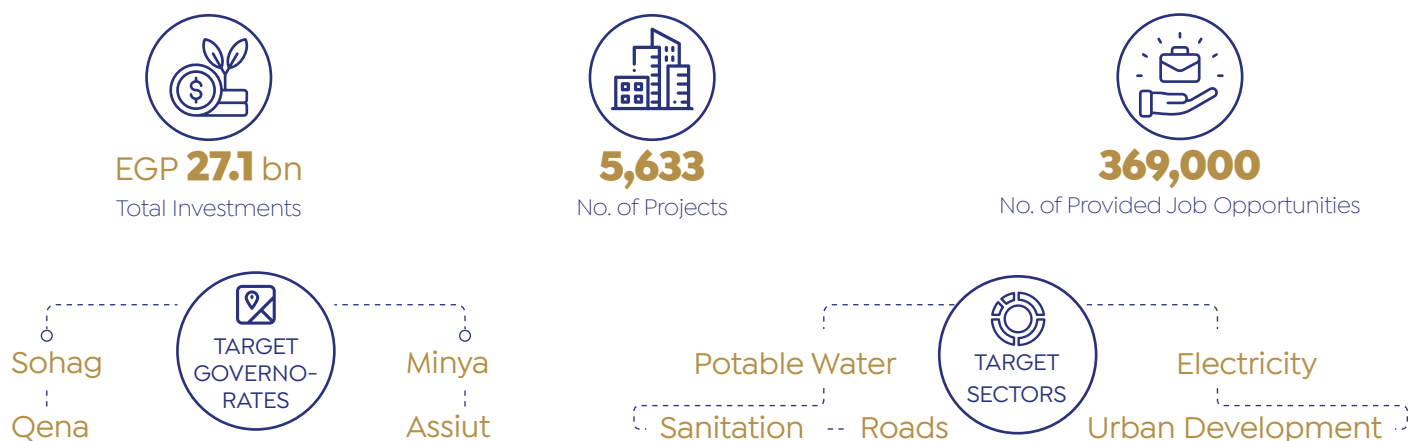 EGP 27.1 bn
Total Investments
5,633
No. of Projects
369,000
No. of Provided Job Opportunities
TARGET
GOVERNO-
RATES
Sohag
Qena
Minya
Assiut
TARGET
SECTORS
Potable Water
Sanitation
Roads
Electricity
Urban Development